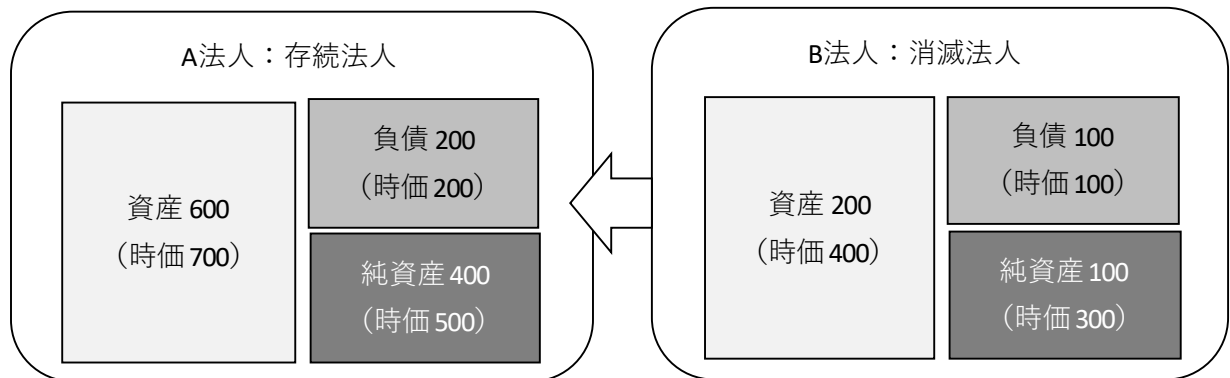 A法人：存続法人
資産 600
（時価 700）
負債 200
（時価 200）
純資産 400
（時価 500）
B法人：消滅法人
資産 200
（時価 400）
負債 100
（時価 100）
純資産 100
（時価 300）